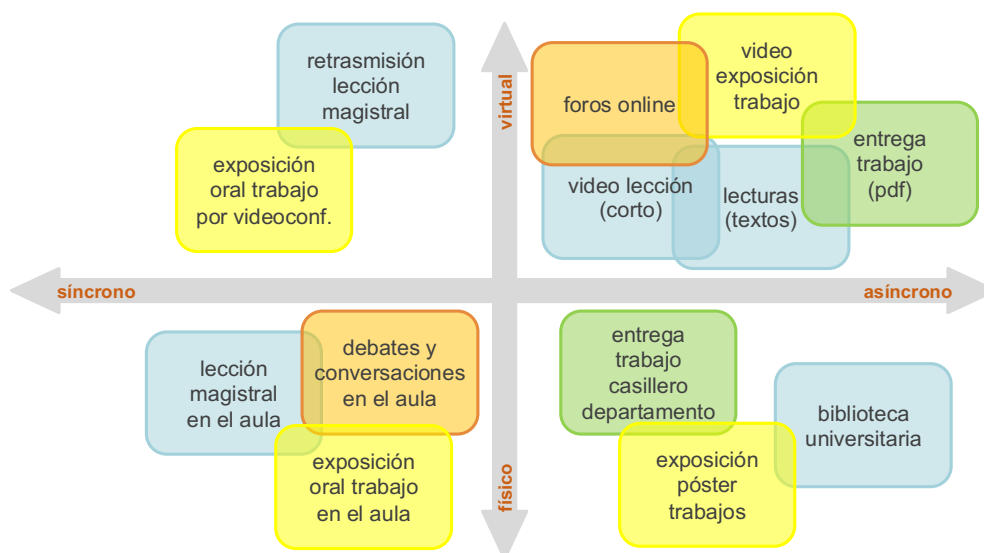 retrasmisión
lección
magistral
exposición
oral trabajo
por videoconf.
virtual
foros online
video
exposición
trabajo
entrega
trabajo
(pdf)
video lección
(corto)
lecturas
(textos)
síncrono
asíncrono
lección
magistral
en el aula
debates y
conversaciones
en el aula
exposición
oral trabajo
en el aula
físico
entrega
trabajo
casillero
departamento
biblioteca
universitaria
exposición
póster
trabajos